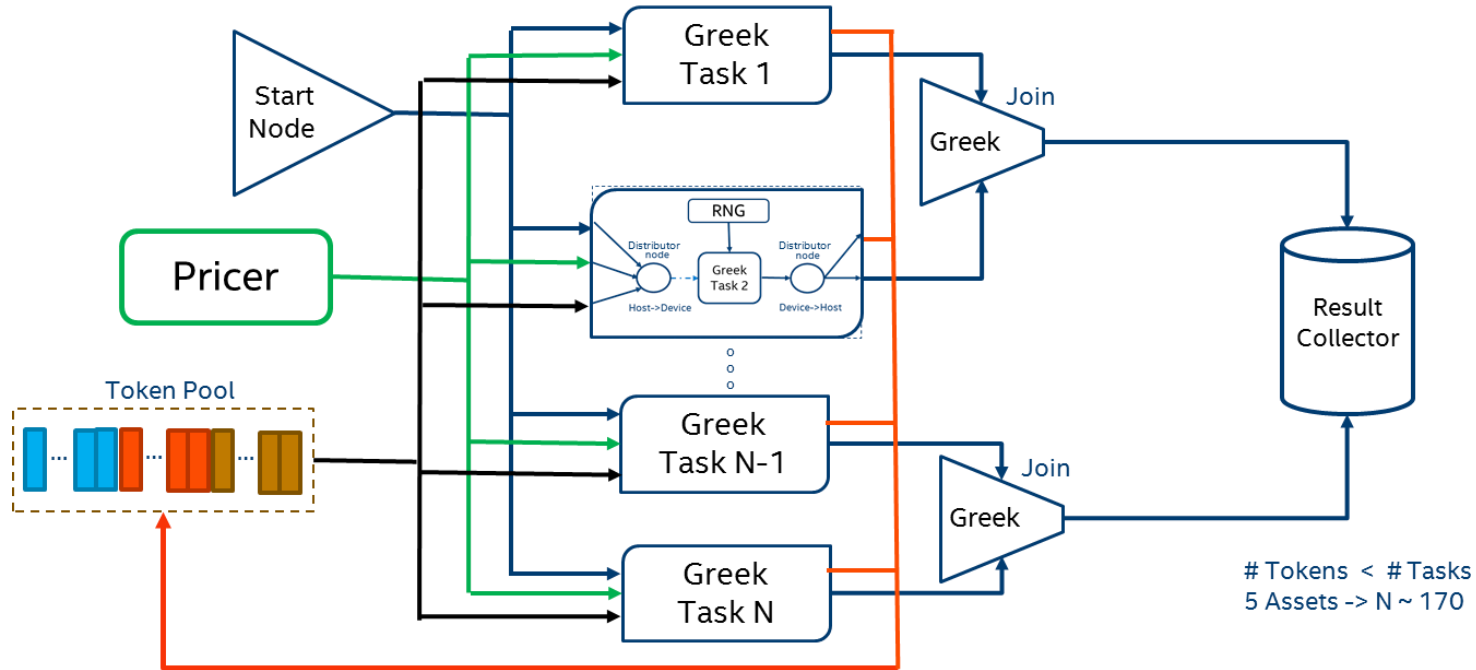 Greek
Task 1
Start
Node
Join
Greek
RNG
Distributor
node
Greek
Task 2
Distributor
node
Host->Device
Device->Host
Pricer
Result
Collector
Token Pool
... ... ...
Greek
Task N-1
Join
Greek
Greek
Task N
# Tokens < # Tasks
5 Assets -> N ~ 170